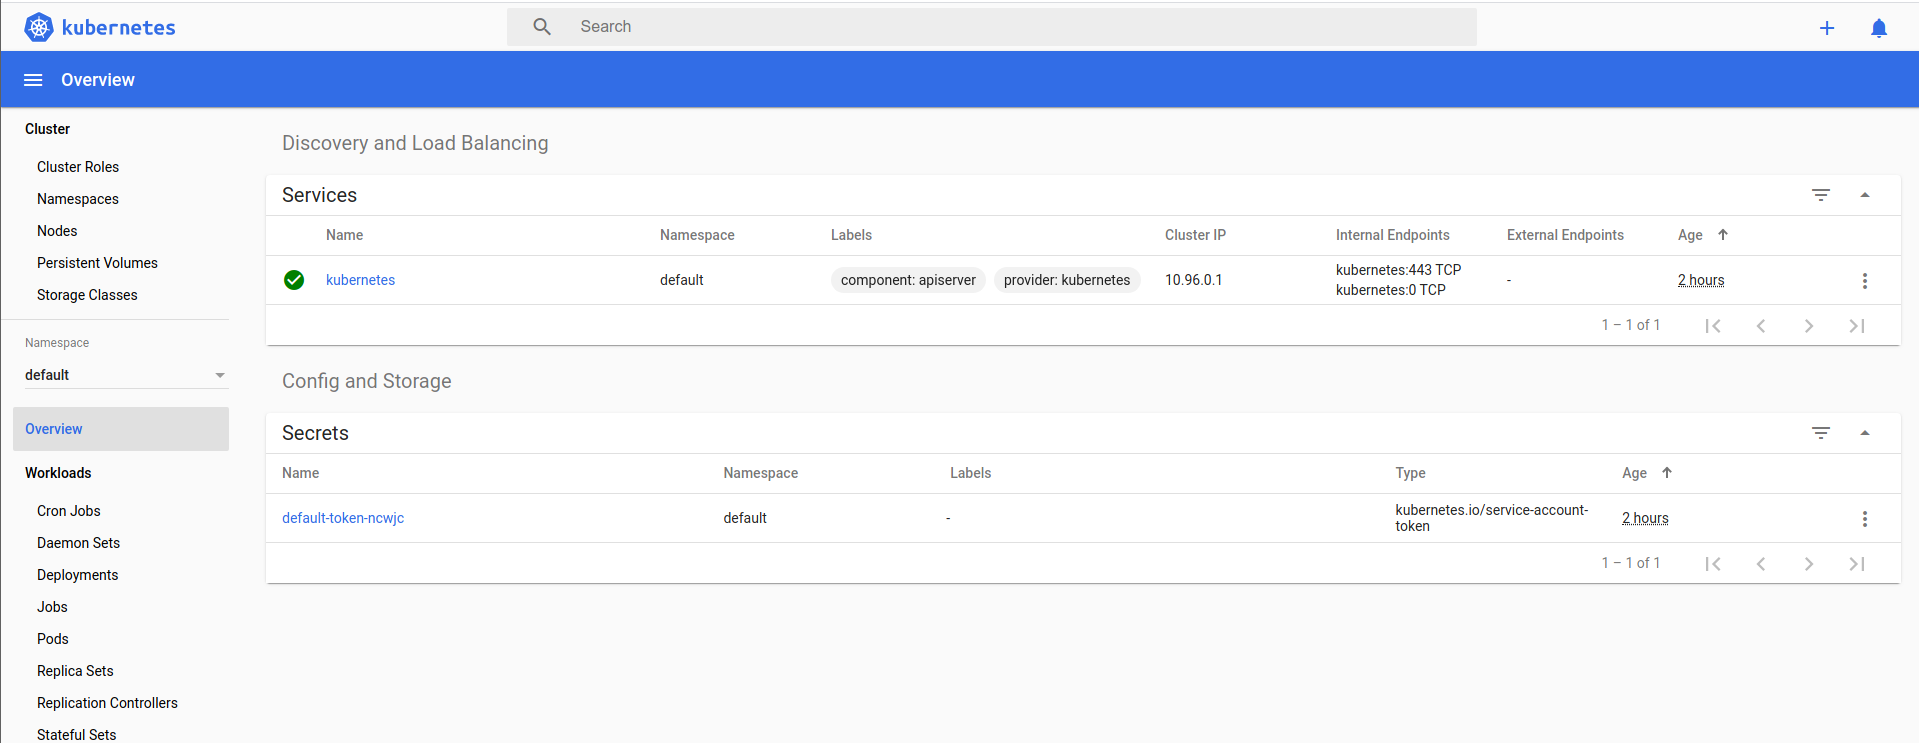 kubernetes
Search
Overview
Cluster
Cluster Roles
Namespaces
Nodes
Persistent Volumes
Storage Classes
Namespace
default
Overview
Workloads
Cron Jobs
Daemon Sets
Deployments
Jobs
Pods
Replica Sets
Replication Controllers
Stateful Sets
Discovery and Load Balancing
Services
Name Namespace Labels Cluster IP Internal Endpoints External Endpoints Age
kubernetes default component: apiserver provider: kubernetes 10.96.0.1 kubernetes:443 TCP - 2 hours
kubernetes:0 TCP
1 – 1 of 1
Config and Storage
Secrets
Name Namespace Labels Type Age
default-token-ncwjc default - kubernetes.io/service-account- 2 hours
token
1 – 1 of 1